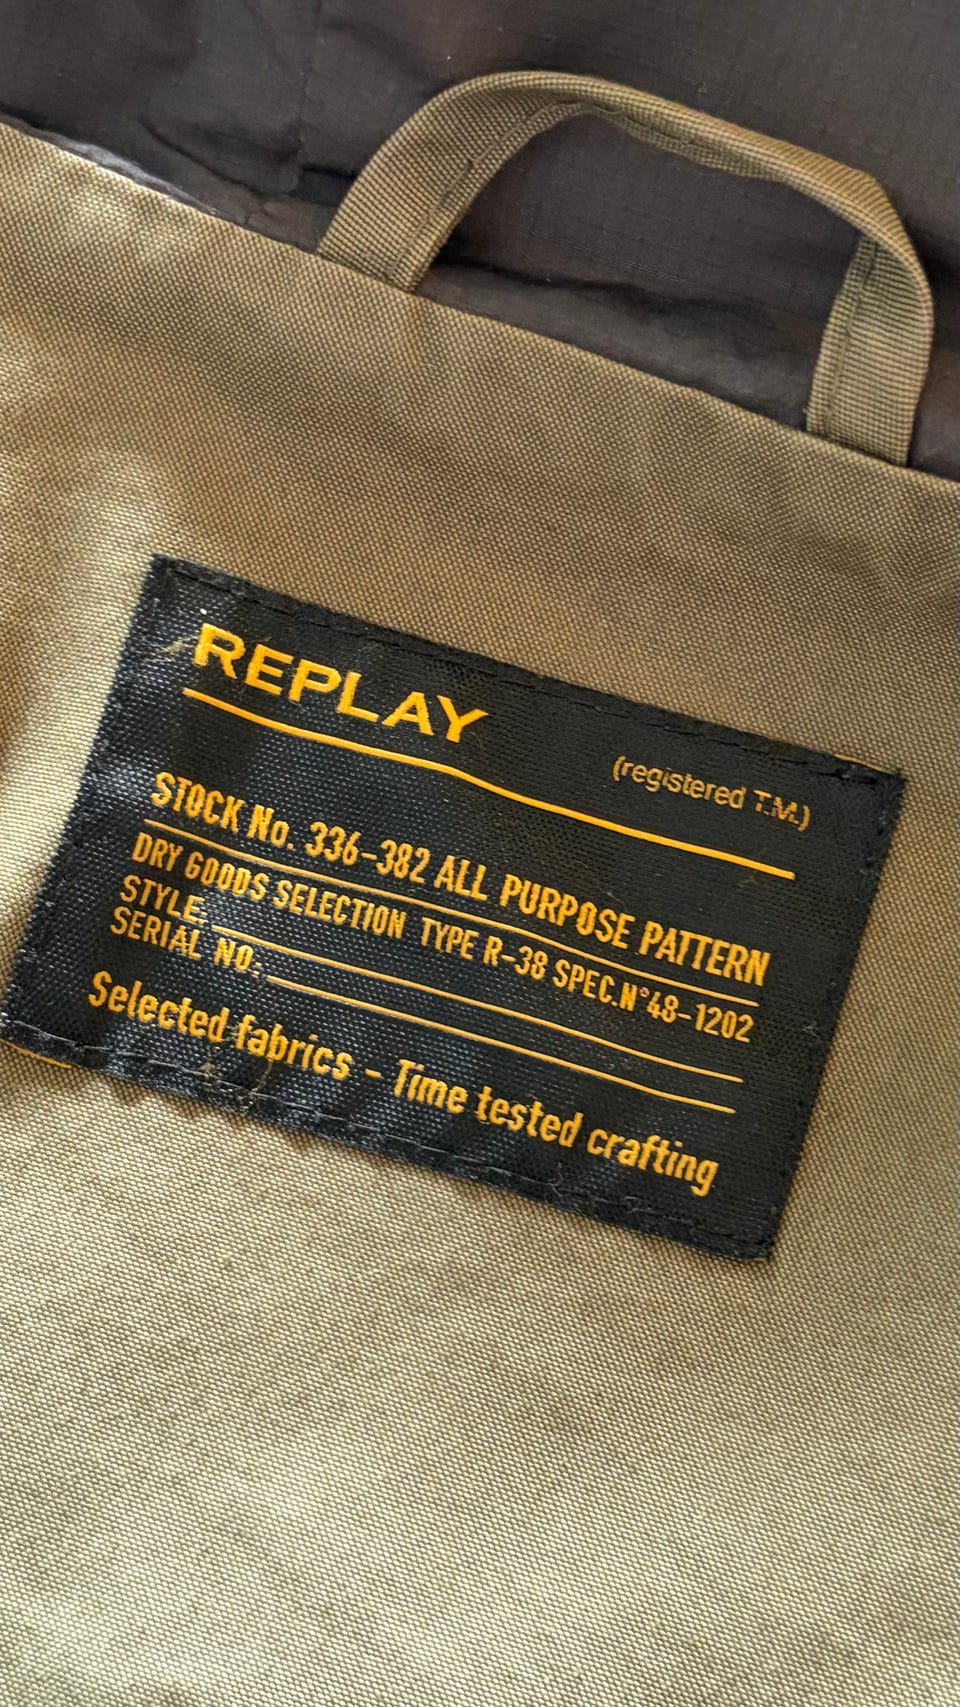 REPLAY
(registered T.M.)
STOCK No. 336-382 ALL PURPOSE PATTERN
DRY GOODS SELECTION TYPE R-38 SPEC.N°48-1202
STYLE:
SERIAL NO:
Selected fabrics - Time tested crafting